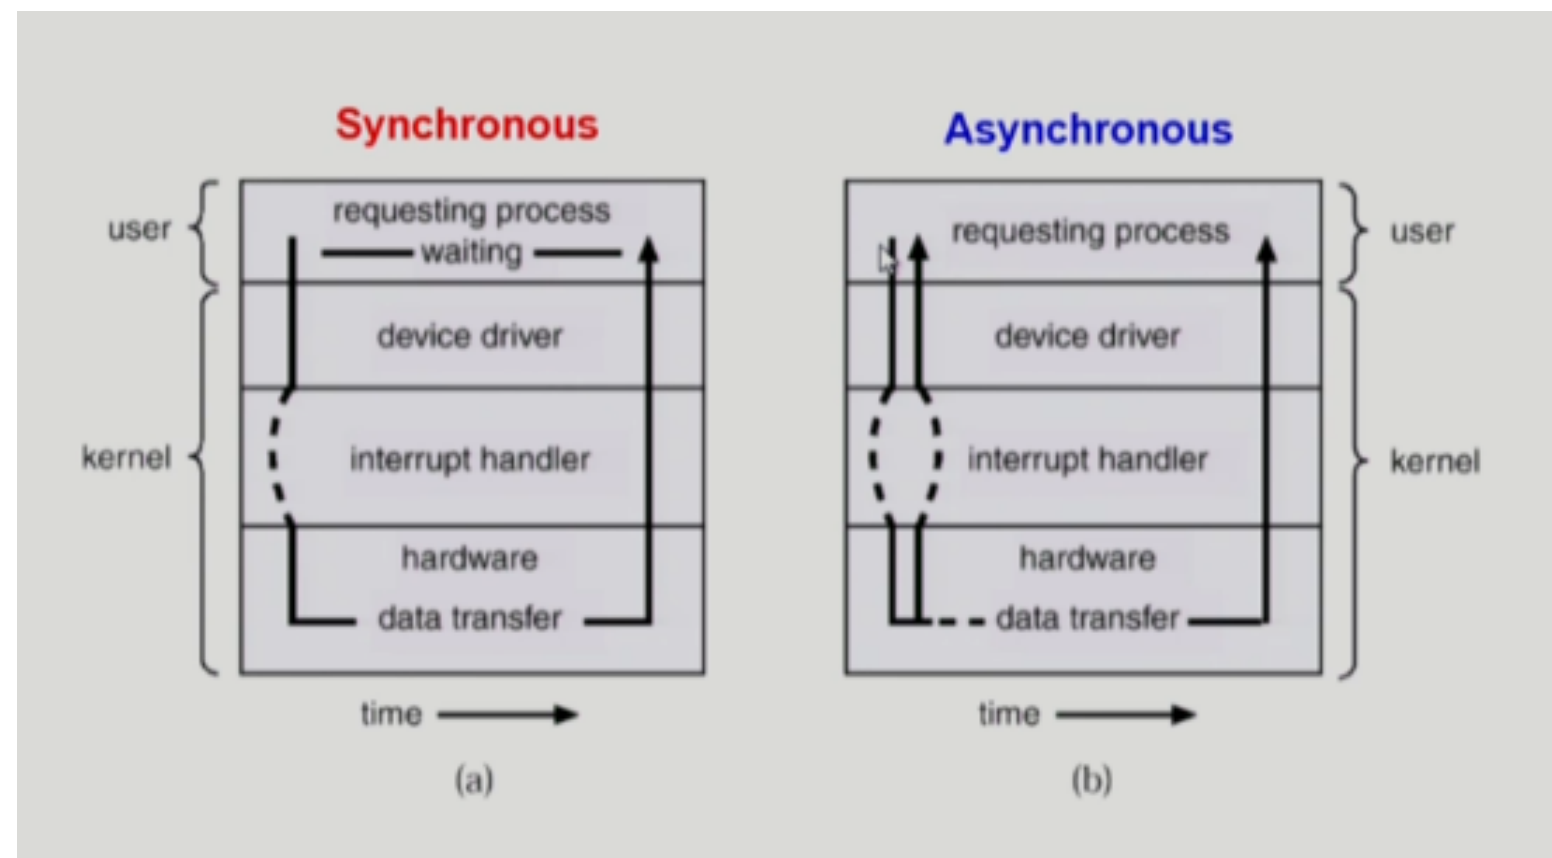 Synchronous
user
requesting process
waiting
device driver
kernel
interrupt handler
hardware
data transfer
time
(a)
Asynchronous
requesting process
user
device driver
interrupt handler
kernel
hardware
data transfer
time
(b)